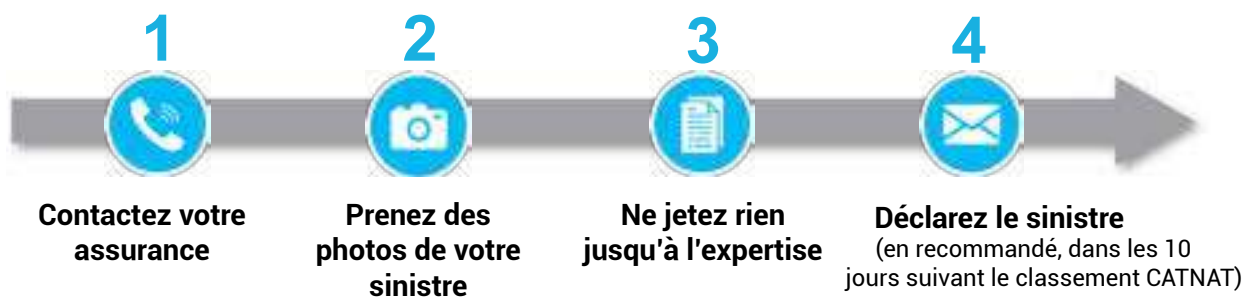 1
2
3
4
Contactez votre
assurance
Prenez des
photos de votre
sinistre
Ne jetez rien
jusqu'à l'expertise
Déclarez le sinistre
(en recommandé, dans les 10
jours suivant le classement CATNAT)